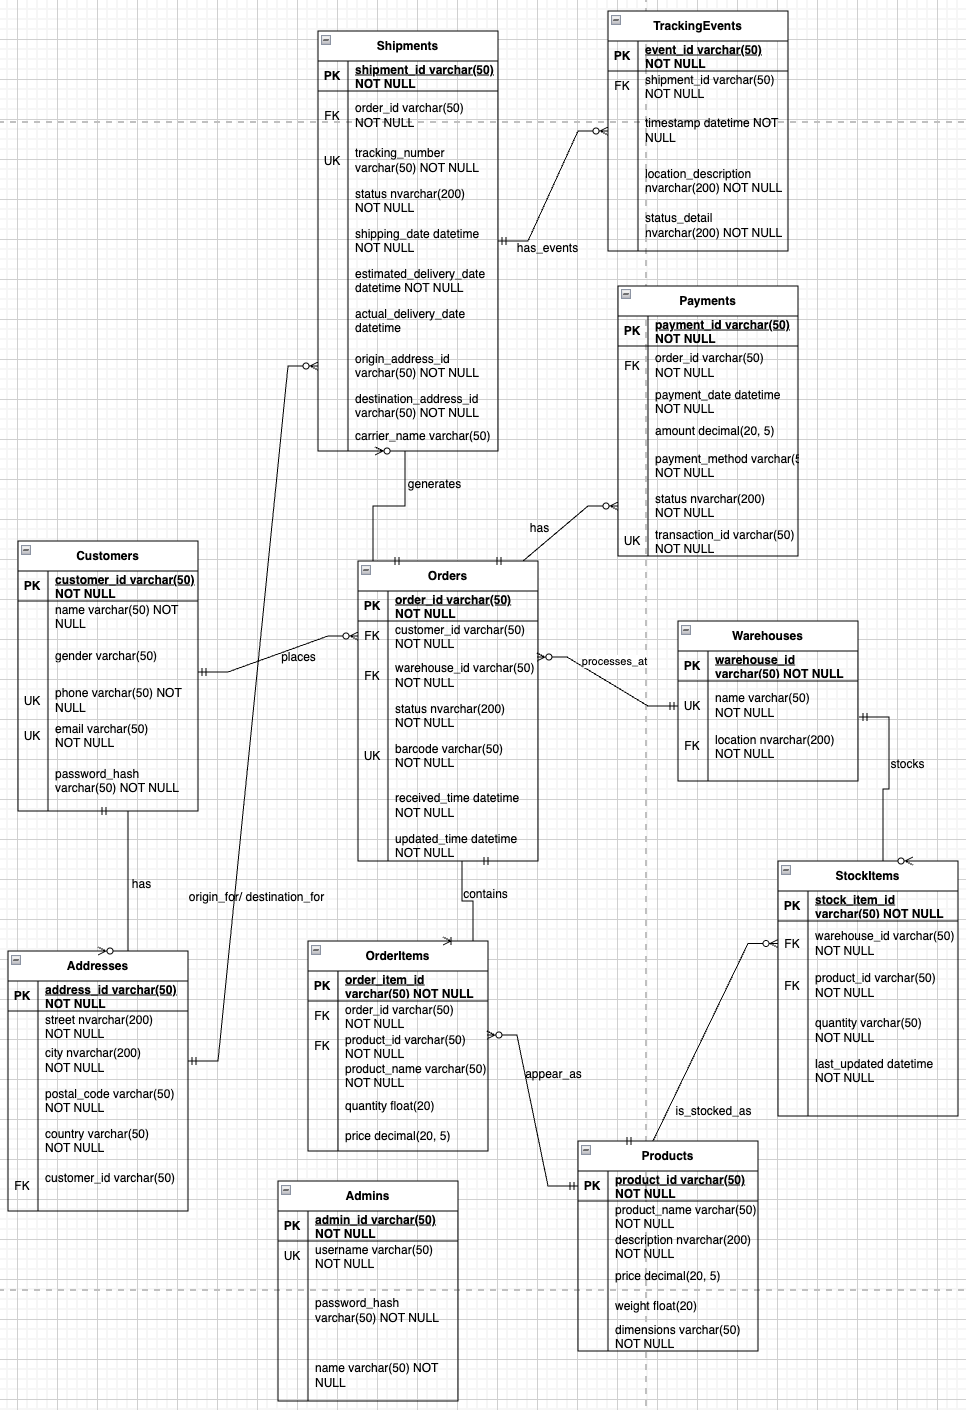 TrackingEvents
PK
event_id varchar(50)
NOT NULL
FK
shipment_id varchar(50)
NOT NULL
timestamp datetime NOT
NULL
location_description
nvarchar(200) NOT NULL
status_detail
nvarchar(200) NOT NULL
Shipments
PK
shipment_id varchar(50)
NOT NULL
FK
order_id varchar(50)
NOT NULL
UK
tracking_number
varchar(50) NOT NULL
status nvarchar(200)
NOT NULL
shipping_date datetime
NOT NULL
estimated_delivery_date
datetime NOT NULL
actual_delivery_date
datetime
origin_address_id
varchar(50) NOT NULL
destination_address_id
varchar(50) NOT NULL
carrier_name varchar(50)
has_events
Payments
PK
payment_id varchar(50)
NOT NULL
FK
order_id varchar(50)
NOT NULL
payment_date datetime
NOT NULL
amount decimal(20, 5)
payment_method varchar(5
NOT NULL
status nvarchar(200)
NOT NULL
UK
transaction_id varchar(50)
NOT NULL
generates
has
Customers
PK
customer_id varchar(50)
NOT NULL
name varchar(50) NOT
NULL
gender varchar(50)
UK
phone varchar(50) NOT
NULL
UK
email varchar(50)
NOT NULL
password_hash
varchar(50) NOT NULL
places
Orders
PK
order_id varchar(50)
NOT NULL
FK
customer_id varchar(50)
NOT NULL
FK
warehouse_id varchar(50)
NOT NULL
status nvarchar(200)
NOT NULL
UK
barcode varchar(50)
NOT NULL
received_time datetime
NOT NULL
updated_time datetime
NOT NULL
processes_at
Warehouses
PK
warehouse_id
varchar(50) NOT NULL
UK
name varchar(50)
NOT NULL
FK
location nvarchar(200)
NOT NULL
stocks
has
origin_for/ destination_for
contains
StockItems
PK
stock_item_id
varchar(50) NOT NULL
FK
warehouse_id varchar(50)
NOT NULL
FK
product_id varchar(50)
NOT NULL
quantity varchar(50)
NOT NULL
last_updated datetime
NOT NULL
Addresses
PK
address_id varchar(50)
NOT NULL
street nvarchar(200)
NOT NULL
city nvarchar(200)
NOT NULL
postal_code varchar(50)
NOT NULL
country varchar(50)
NOT NULL
FK
customer_id varchar(50)
OrderItems
PK
order_item_id
varchar(50) NOT NULL
FK
order_id varchar(50)
NOT NULL
FK
product_id varchar(50)
NOT NULL
product_name varchar(50)
NOT NULL
quantity float(20)
price decimal(20, 5)
appear_as
is_stocked_as
Products
PK
product_id varchar(50)
NOT NULL
product_name varchar(50)
NOT NULL
description nvarchar(200)
NOT NULL
price decimal(20, 5)
weight float(20)
dimensions varchar(50)
NOT NULL
Admins
PK
admin_id varchar(50)
NOT NULL
UK
username varchar(50)
NOT NULL
password_hash
varchar(50) NOT NULL
name varchar(50) NOT
NULL